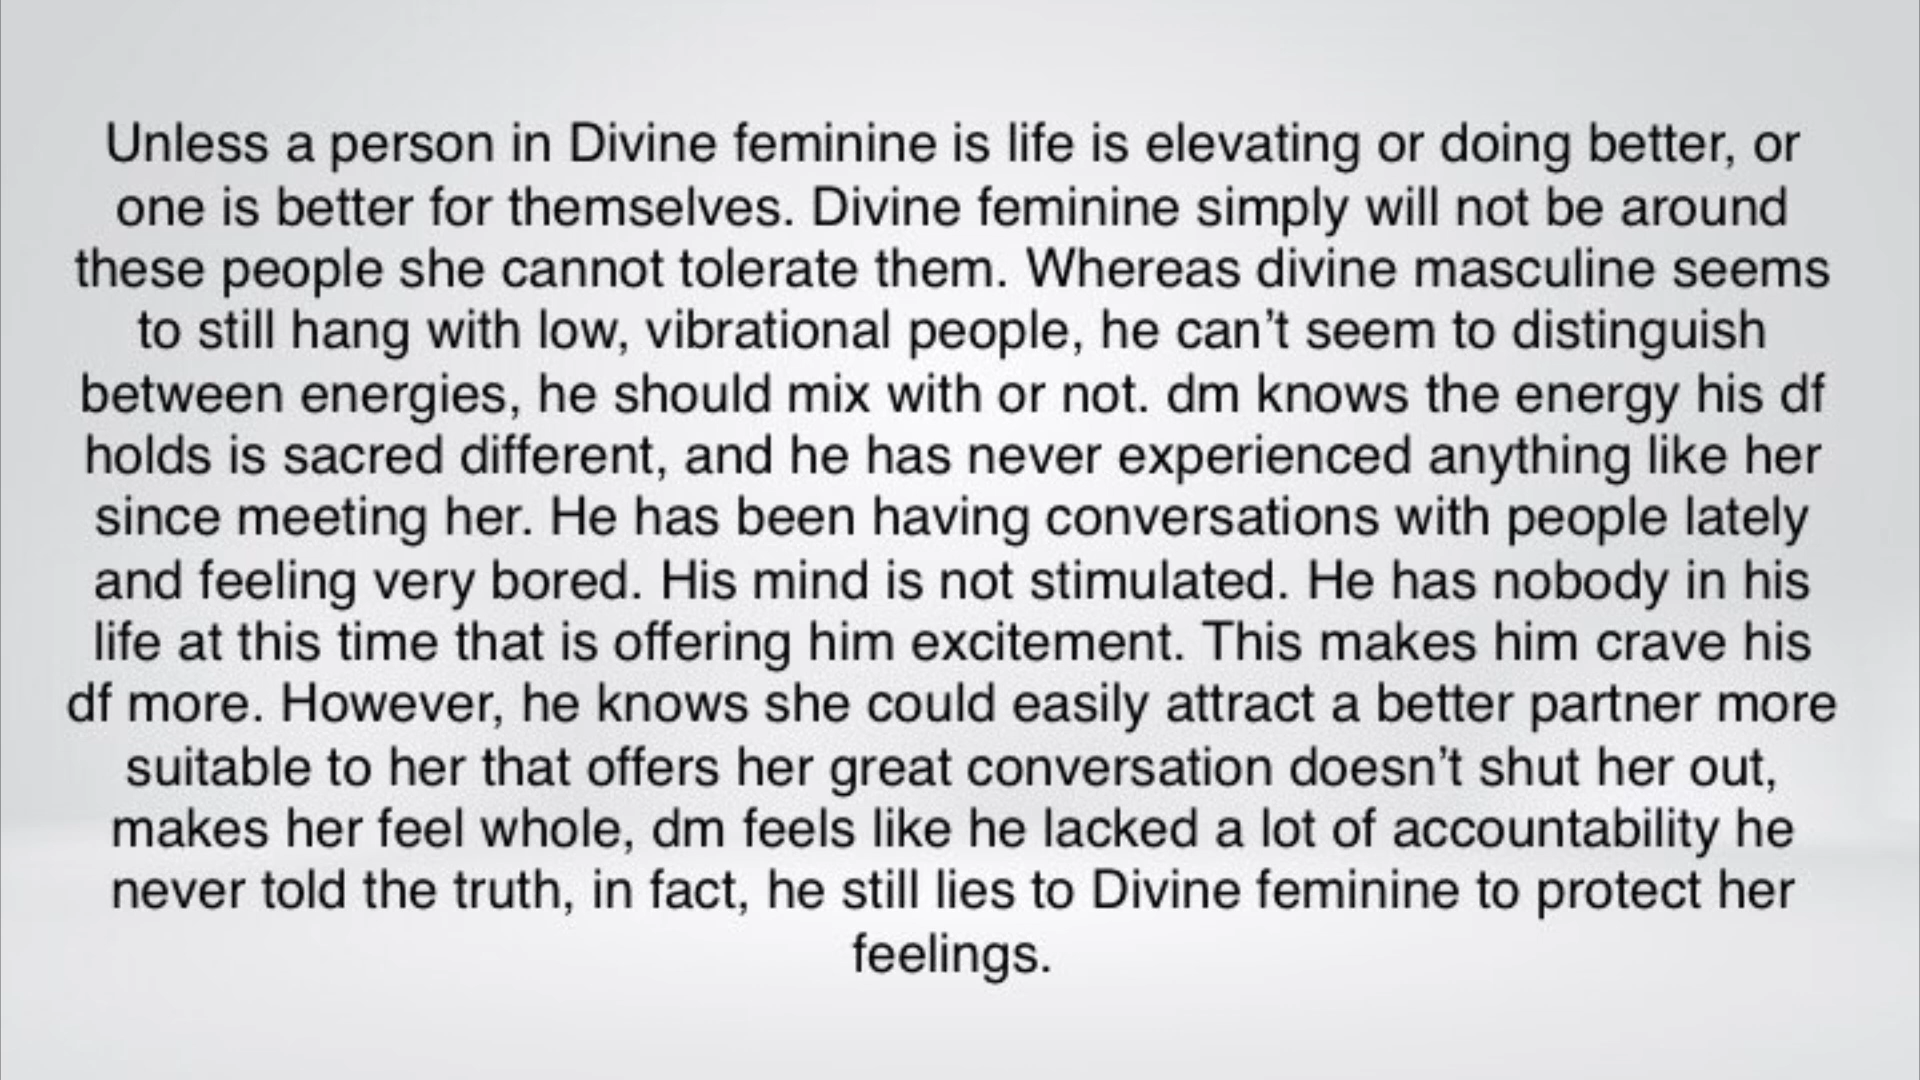 Unless a person in Divine feminine is life is elevating or doing better, or
one is better for themselves. Divine feminine simply will not be around
these people she cannot tolerate them. Whereas divine masculine seems
to still hang with low, vibrational people, he can’t seem to distinguish
between energies, he should mix with or not. dm knows the energy his df
holds is sacred different, and he has never experienced anything like her
since meeting her. He has been having conversations with people lately
and feeling very bored. His mind is not stimulated. He has nobody in his
life at this time that is offering him excitement. This makes him crave his
df more. However, he knows she could easily attract a better partner more
suitable to her that offers her great conversation doesn’t shut her out,
makes her feel whole, dm feels like he lacked a lot of accountability he
never told the truth, in fact, he still lies to Divine feminine to protect her
feelings.